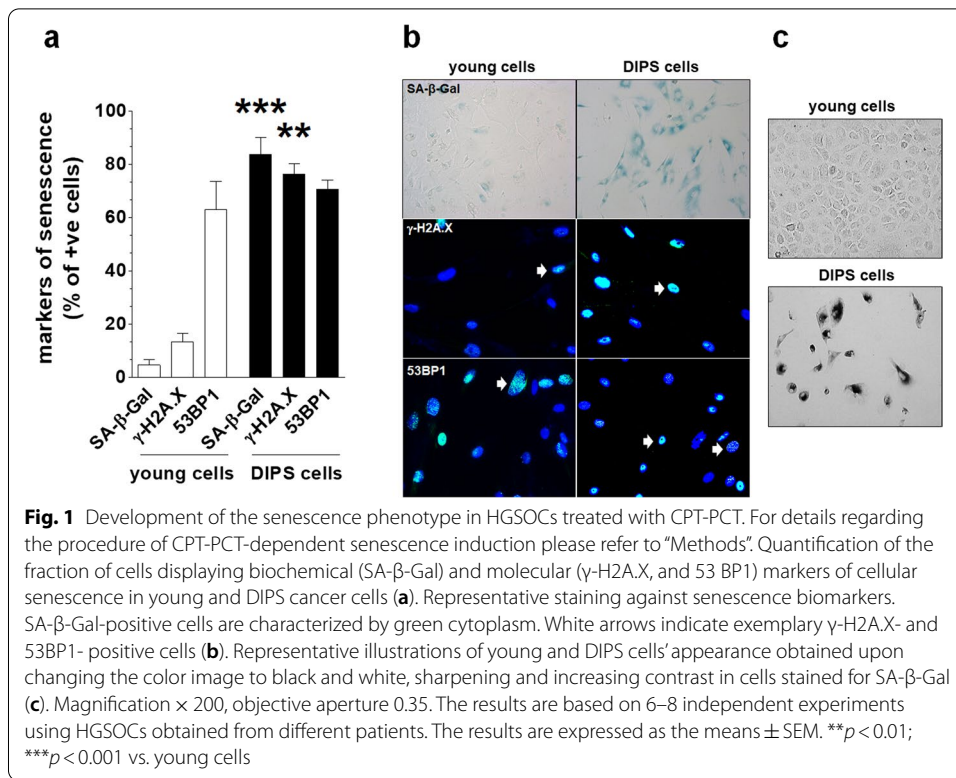 a
b
c
young cells
DIPS cells
young cells
SA-β-Gal
***
**
markers of senescence
(% of +ve cells)
100
80
60
40
20
0
γ-H2A.X
DIPS cells
53BP1
SA-β-Gal
γ-H2A.X
53BP1
SA-β-Gal
γ-H2A.X
53BP1
young cells
DIPS cells
Fig. 1 Development of the senescence phenotype in HGSOCs treated with CPT-PCT. For details regarding
the procedure of CPT-PCT-dependent senescence induction please refer to “Methods”. Quantification of the
fraction of cells displaying biochemical (SA-β-Gal) and molecular (γ-H2A.X, and 53 BP1) markers of cellular
senescence in young and DIPS cancer cells (a). Representative staining against senescence biomarkers.
SA-β-Gal-positive cells are characterized by green cytoplasm. White arrows indicate exemplary γ-H2A.X- and
53BP1- positive cells (b). Representative illustrations of young and DIPS cells’ appearance obtained upon
changing the color image to black and white, sharpening and increasing contrast in cells stained for SA-β-Gal
(c). Magnification × 200, objective aperture 0.35. The results are based on 6–8 independent experiments
using HGSOCs obtained from different patients. The results are expressed as the means ± SEM. **p < 0.01;
***p < 0.001 vs. young cells